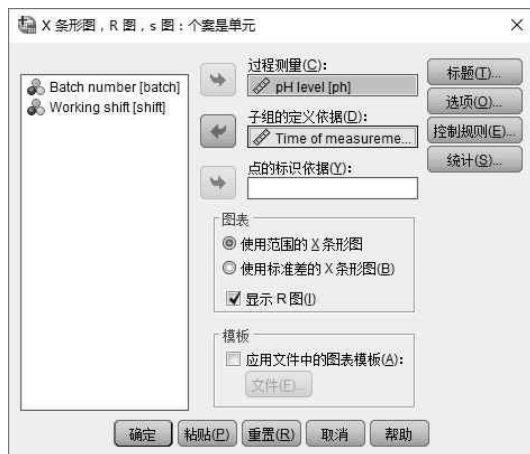 X 条形图，R 图，s 图：个案是单元
Batch number [batch]
Working shift [shift]
过程测量(C)：
pH level [ph]
子组的定义依据(D)：
Time of measureme...
点的标识依据(Y)：
图表
使用范围的 X 条形图
使用标准差的 X 条形图(B)
显示 R 图(I)
模板
应用文件中的图表模板(A)：
文件(F)...
标题(T)...
选项(O)...
控制规则(E)...
统计(S)...
确定
粘贴(P)
重置(R)
取消
帮助